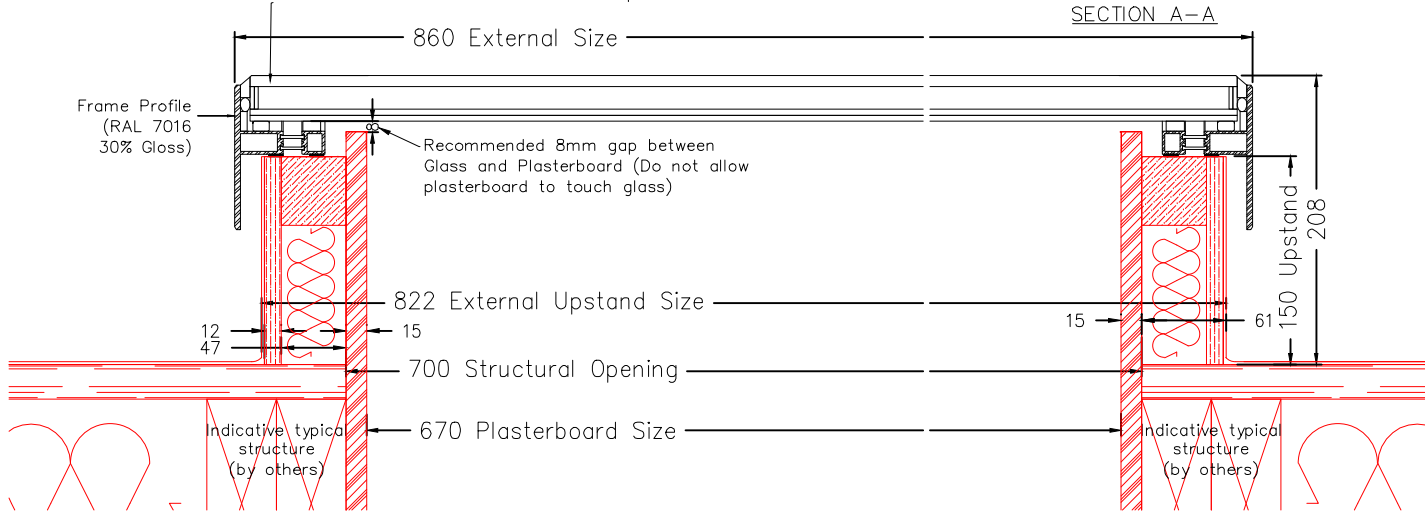 SECTION A-A
860 External Size
Frame Profile
(RAL 7016
30% Gloss)
8
Recommended 8mm gap between
Glass and Plasterboard (Do not allow
plasterboard to touch glass)
150 Upstand
208
822 External Upstand Size
12
47
15
15
61
700 Structural Opening
670 Plasterboard Size
Indicative typical
structure
(by others)
Indicative typical
structure
(by others)